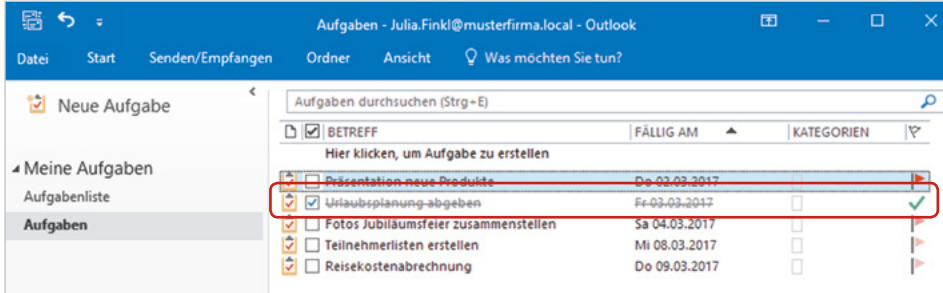 Aufgaben - Julia.Finkl@musterfirma.local - Outlook
Datei Start Senden/Empfangen Ordner Ansicht Was möchten Sie tun?
Neue Aufgabe
Meine Aufgaben
Aufgabenliste
Aufgaben
Aufgaben durchsuchen (Strg+E)
BETREFF FÄLLIG AM KATEGORIEN
Hier klicken, um Aufgabe zu erstellen
Präsentation neue Produkte Do 02.03.2017
Urlaubsplanung abgeben Fr 03.03.2017
Fotos Jubiläumsfeier zusammenstellen Sa 04.03.2017
Teilnehmerlisten erstellen Mi 08.03.2017
Reisekostenabrechnung Do 09.03.2017